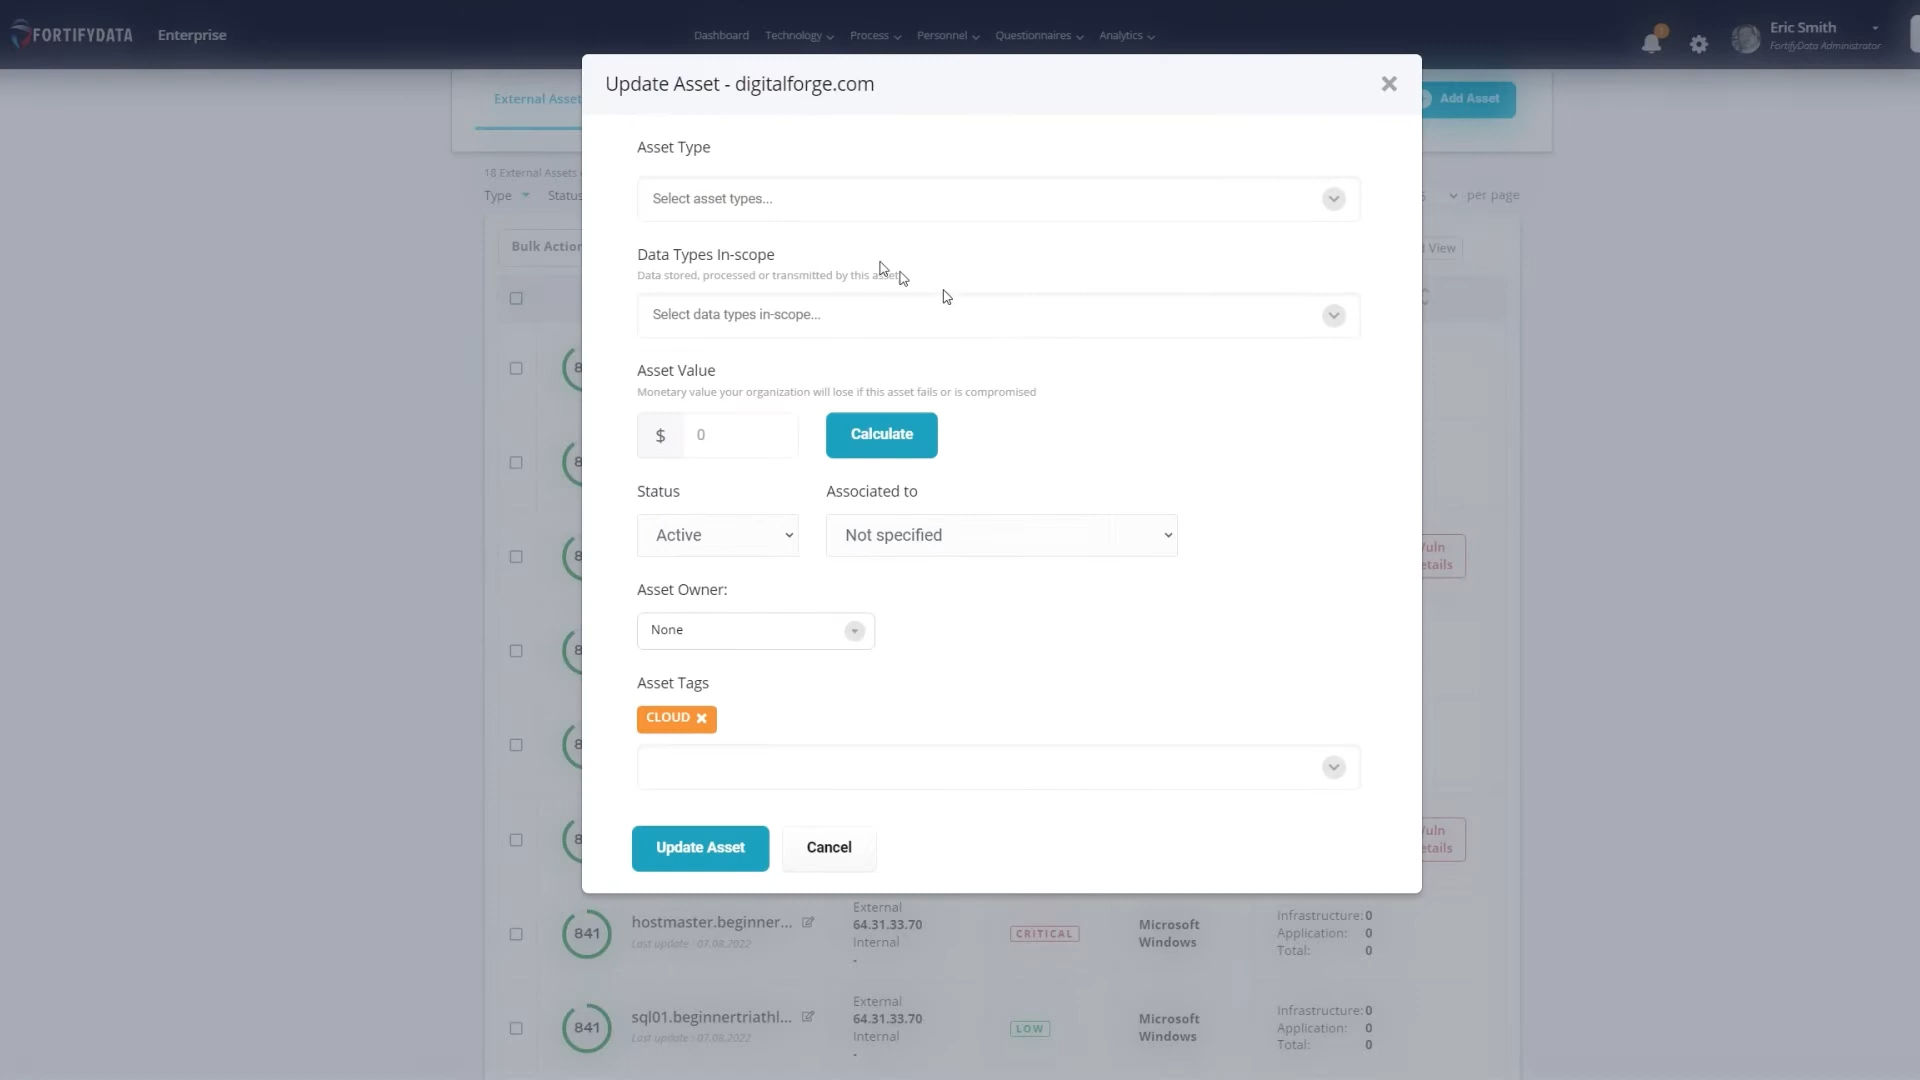 FORTIFYDATA Enterprise
Dashboard Technology Process Personnel Questionnaires Analytics
1
Eric Smith
FortifyData Administrator
Update Asset - digitalforge.com
External Asset
Add Asset
18 External Assets
Type Status
per page
Bulk Action
View
Asset Type
Select asset types...
Data Types In-scope
Data stored, processed or transmitted by this asset
Select data types in-scope...
Asset Value
Monetary value your organization will lose if this asset fails or is compromised
$ 0 Calculate
Status Associated to
Active Not specified
Asset Owner:
None
Asset Tags
CLOUD
Update Asset Cancel
Vuln
etails
Vuln
etails
841 hostmaster.beginner...
Last update : 07.08.2022
External
64.31.33.70
Internal
-
CRITICAL
Microsoft
Windows
Infrastructure: 0
Application: 0
Total: 0
841 sql01.beginnertriathl...
Last update : 07.08.2022
External
64.31.33.70
Internal
-
LOW
Microsoft
Windows
Infrastructure: 0
Application: 0
Total: 0